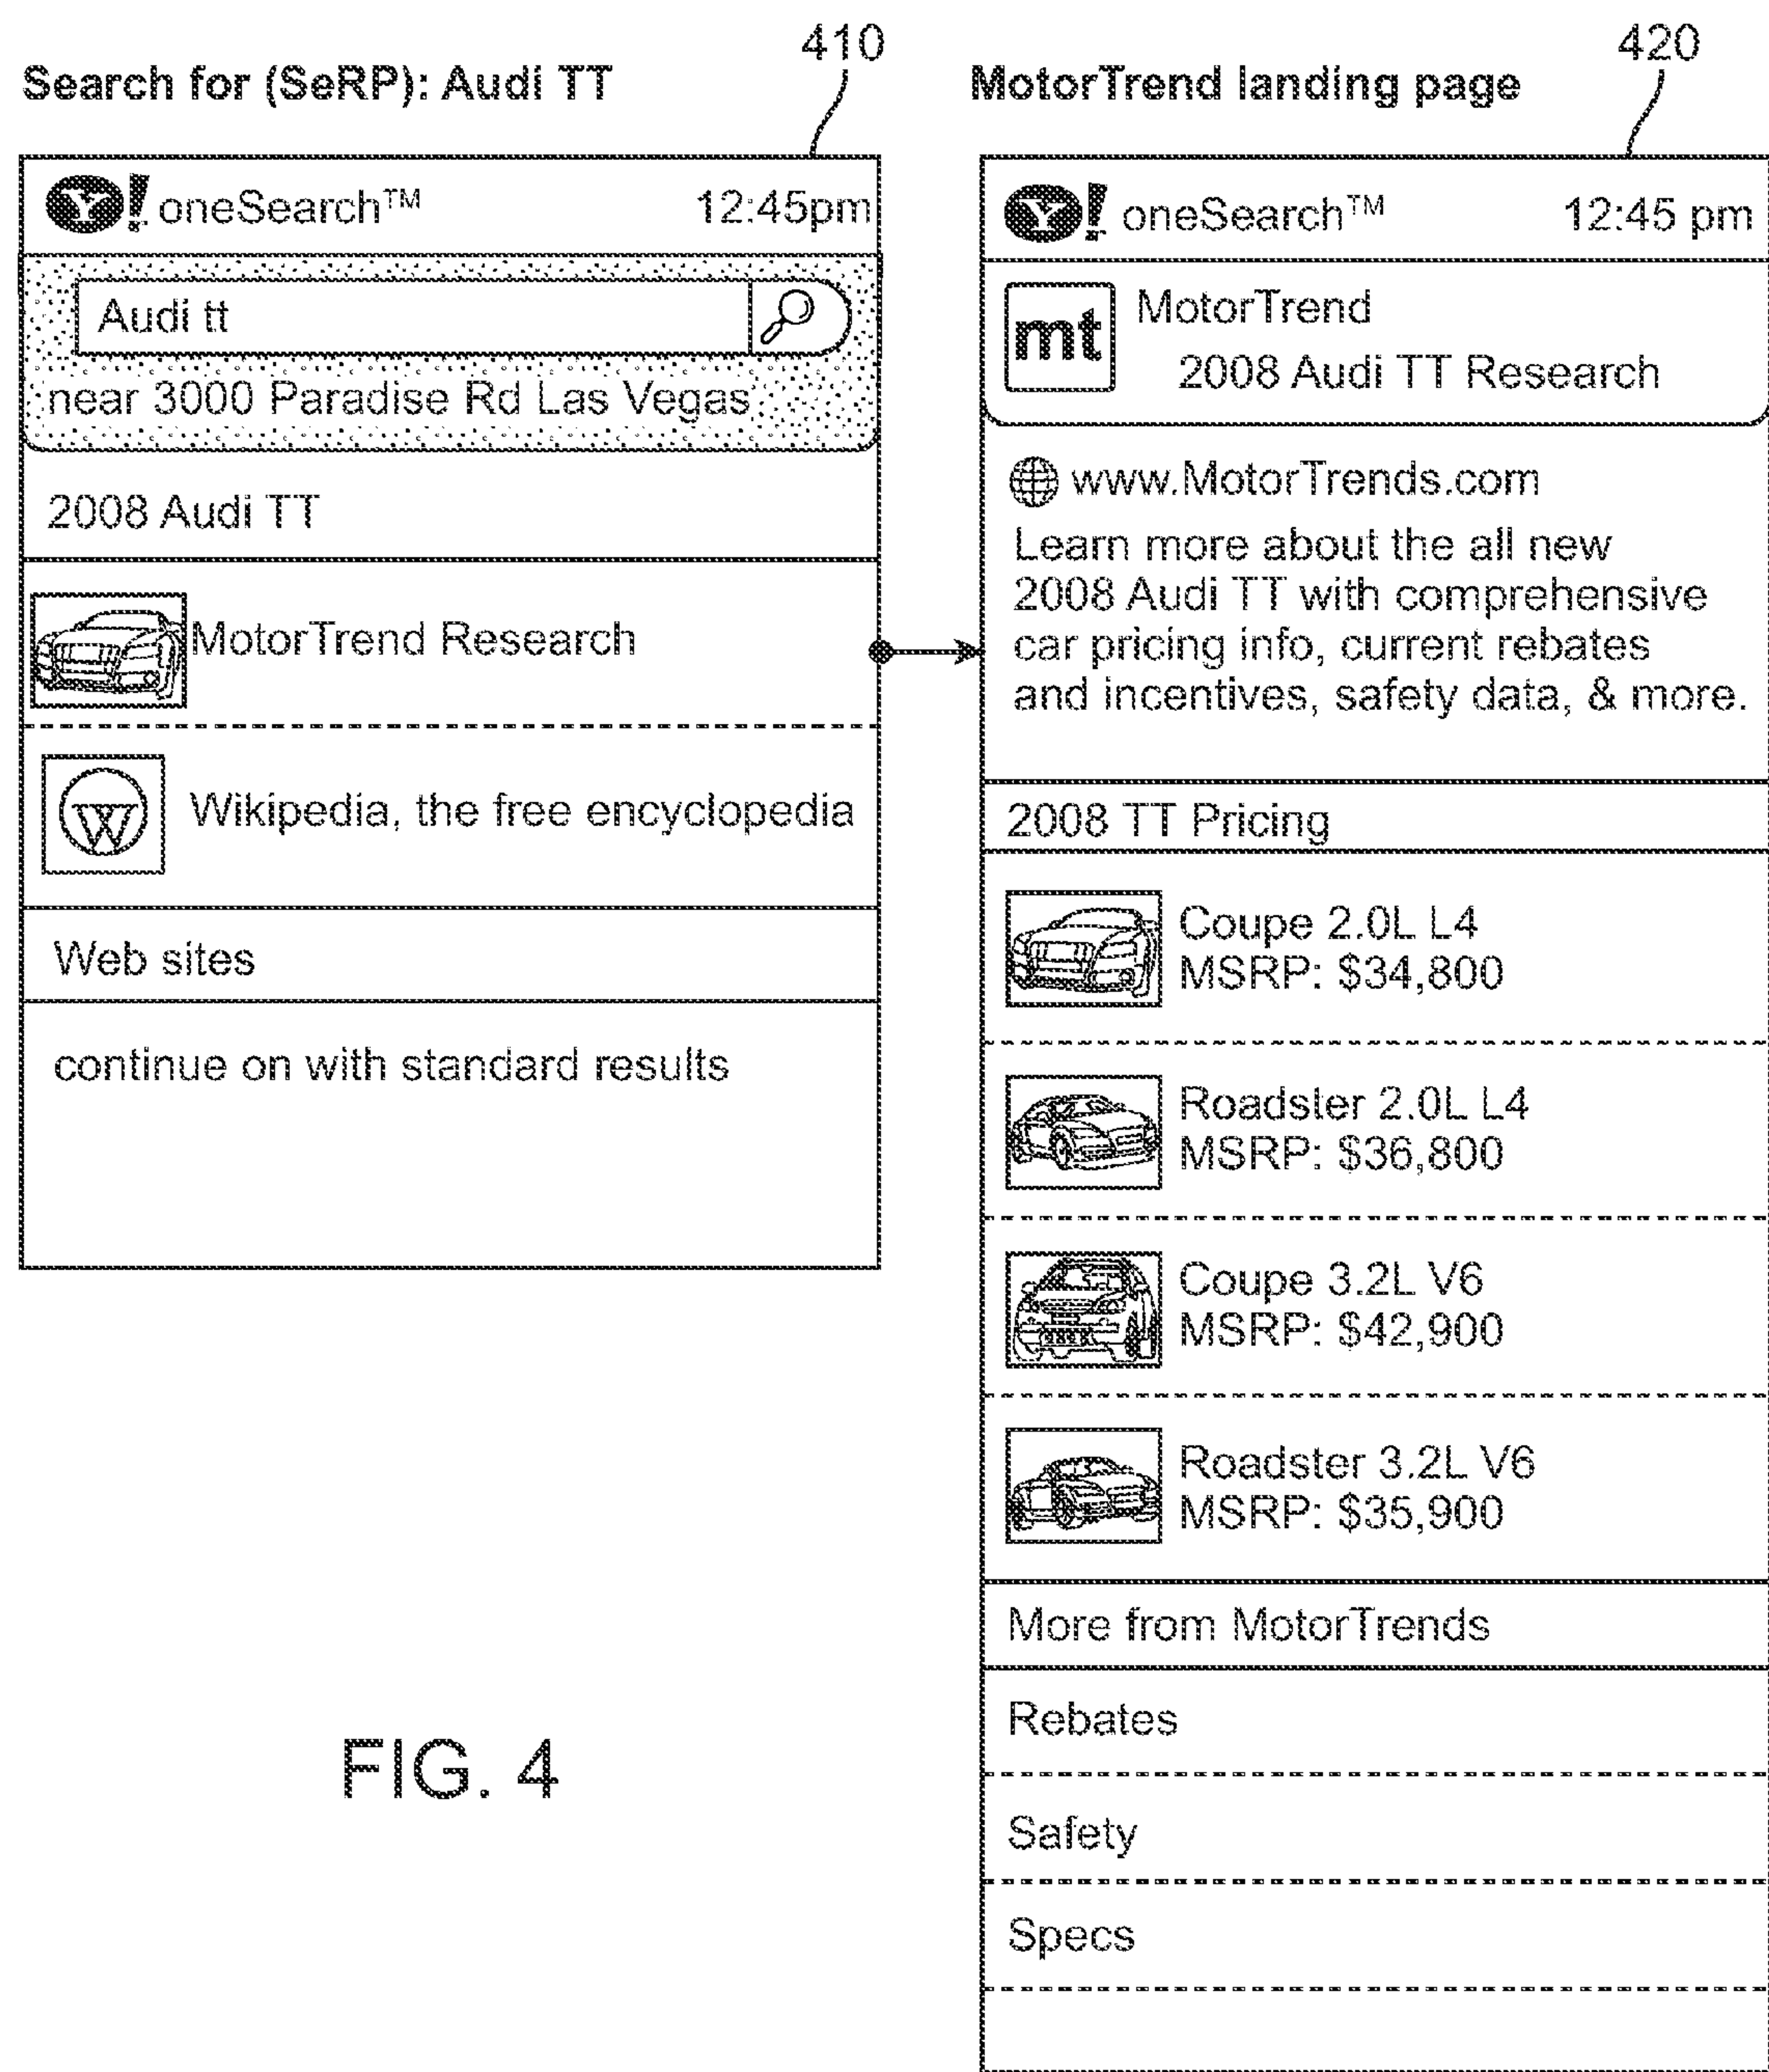 410
Search for (SeRP): Audi TT
Y! oneSearch™ 12:45pm
Audi tt
near 3000 Paradise Rd Las Vegas
2008 Audi TT
MotorTrend Research
W Wikipedia, the free encyclopedia
Web sites
continue on with standard results
420
MotorTrend landing page
Y! oneSearch™ 12:45 pm
mt MotorTrend
2008 Audi TT Research
www.MotorTrends.com
Learn more about the all new
2008 Audi TT with comprehensive
car pricing info, current rebates
and incentives, safety data, & more.
2008 TT Pricing
Coupe 2.0L L4
MSRP: $34,800
Roadster 2.0L L4
MSRP: $36,800
Coupe 3.2L V6
MSRP: $42,900
Roadster 3.2L V6
MSRP: $35,900
More from MotorTrends
Rebates
Safety
Specs
FIG. 4